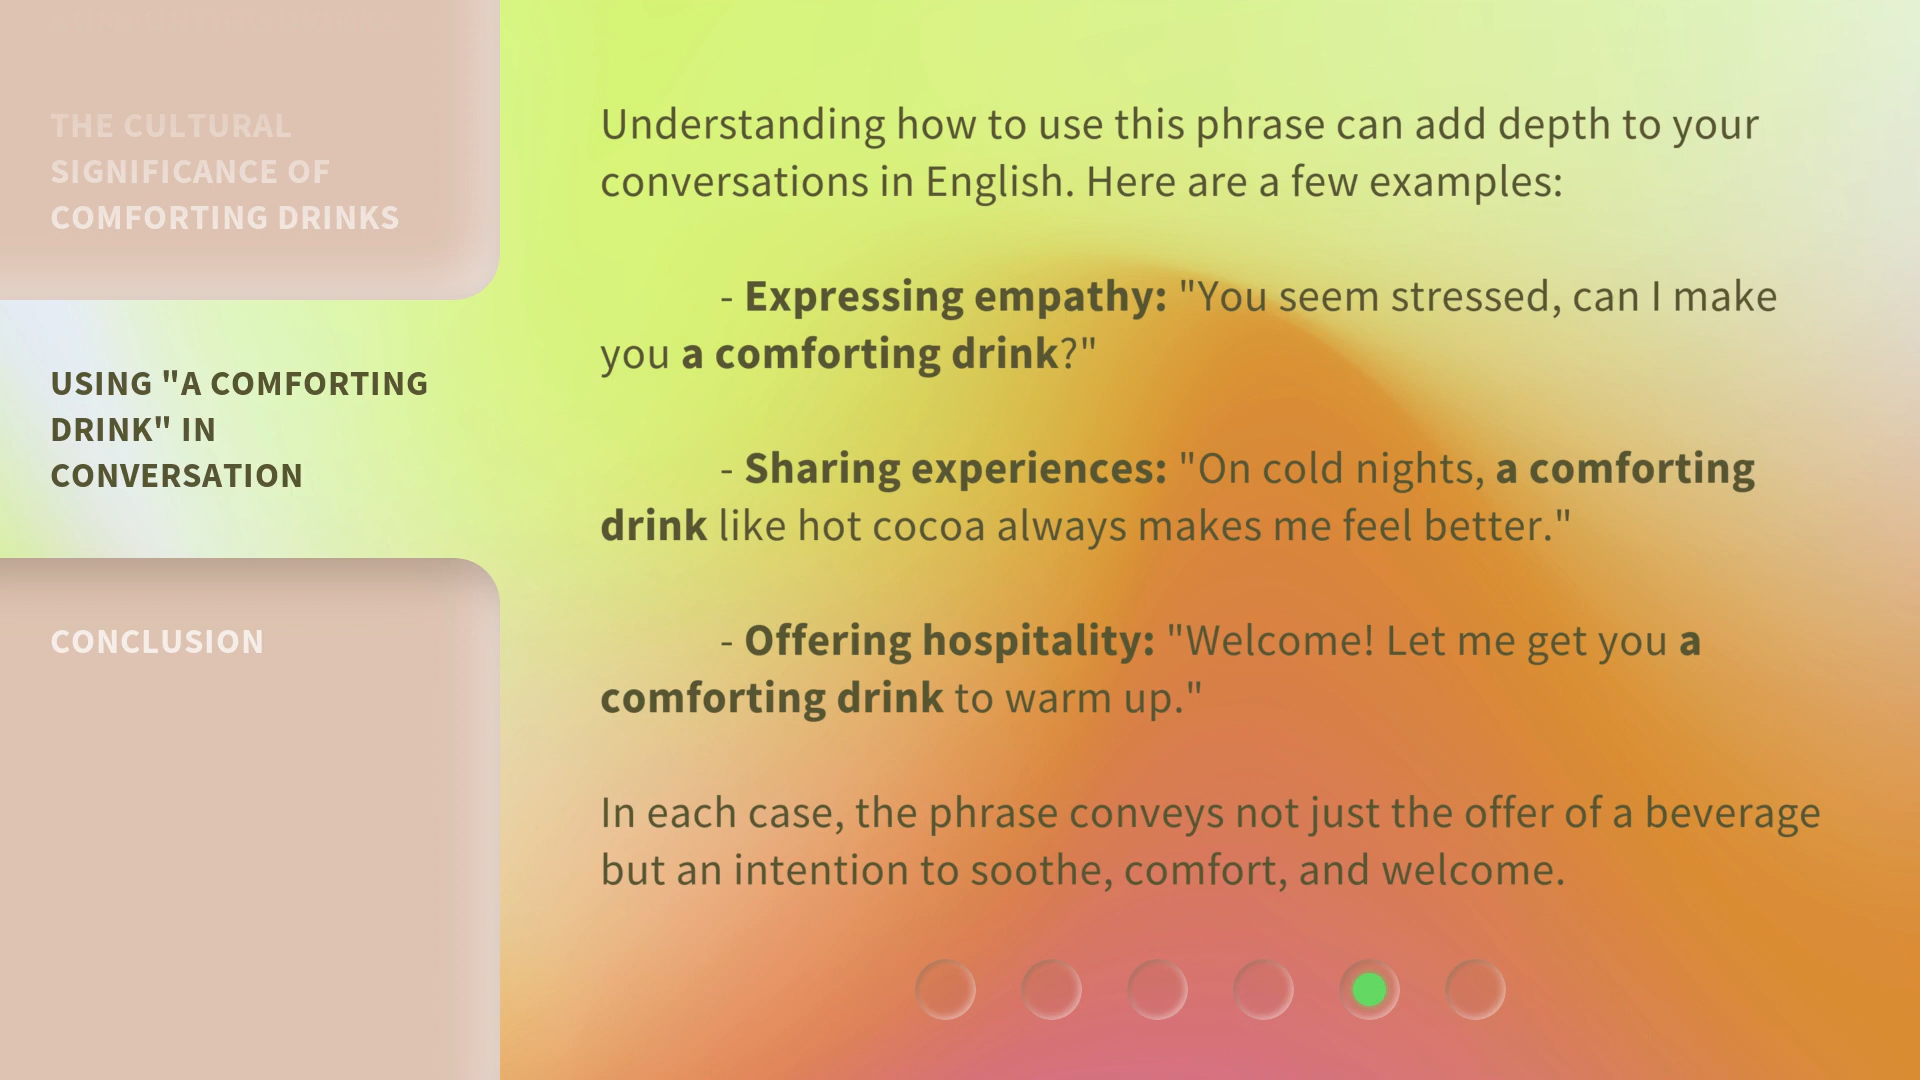 THE CULTURAL
SIGNIFICANCE OF
COMFORTING DRINKS
USING "A COMFORTING
DRINK" IN
CONVERSATION
CONCLUSION
Understanding how to use this phrase can add depth to your
conversations in English. Here are a few examples:
- Expressing empathy: "You seem stressed, can I make
you a comforting drink?"
- Sharing experiences: "On cold nights, a comforting
drink like hot cocoa always makes me feel better."
- Offering hospitality: "Welcome! Let me get you a
comforting drink to warm up."
In each case, the phrase conveys not just the offer of a beverage
but an intention to soothe, comfort, and welcome.